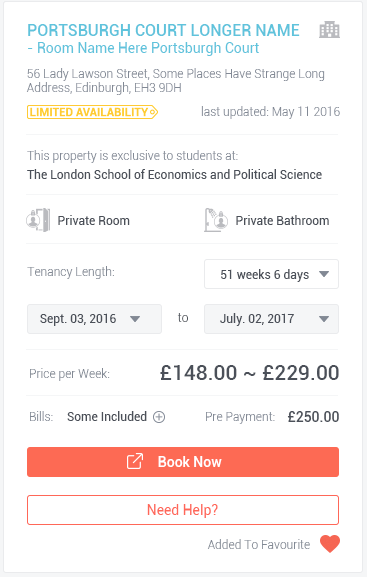 PORTSBURGH COURT LONGER NAME
- Room Name Here Portsburgh Court
56 Lady Lawson Street, Some Places Have Strange Long
Address, Edinburgh, EH3 9DH
LIMITED AVAILABILITY
last updated: May 11 2016
This property is exclusive to students at:
The London School of Economics and Political Science
Private Room
Private Bathroom
Tenancy Length:
51 weeks 6 days
Sept. 03, 2016
to
July. 02, 2017
Price per Week:
£148.00 ~ £229.00
Bills:
Some Included
Pre Payment:
£250.00
Book Now
Need Help?
Added To Favourite